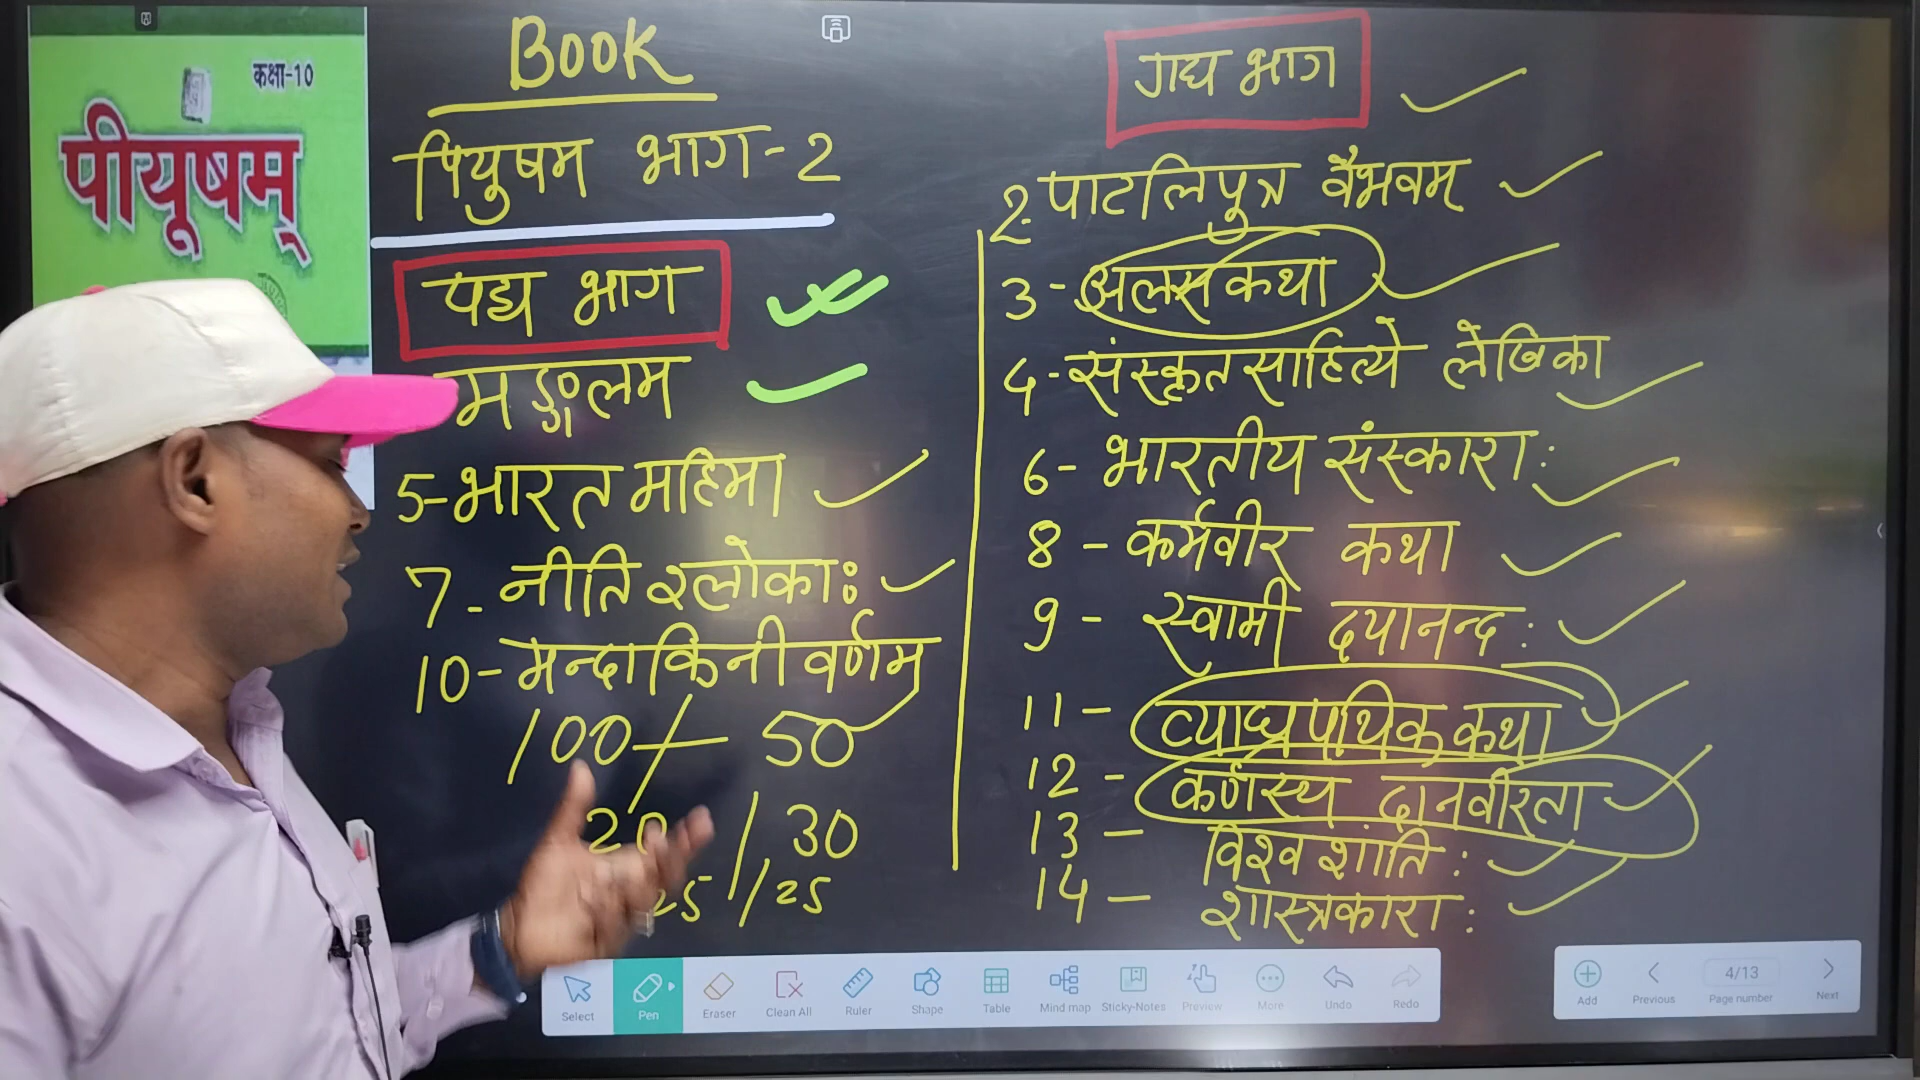 कक्षा-10
पीयूषम्
Book
पियुषम भाग-2
पद्य भाग
मङ्गलम
5-भारत महिमा
7-नीति श्लोका:
10-मन्दाकिनी वर्णम
100 50
20 / 30
25 / 25
गद्य भाग
2-पाटलिपुत्र वैभवम्
3-अलसकथा
4-संस्कृतसाहित्ये लेखिका
6-भारतीय संस्कारा:
8-कर्मवीर कथा
9-स्वामी दयानन्द:
11-व्याघ्रपथिक कथा
12-कर्णस्य दानवीरता
13-विश्व शांति:
14-शास्त्रकारा:
Select Pen Eraser Clean All Ruler Shape Table Mind map Sticky-Notes Preview More Undo Redo
Add Previous 4/13 Page number Next